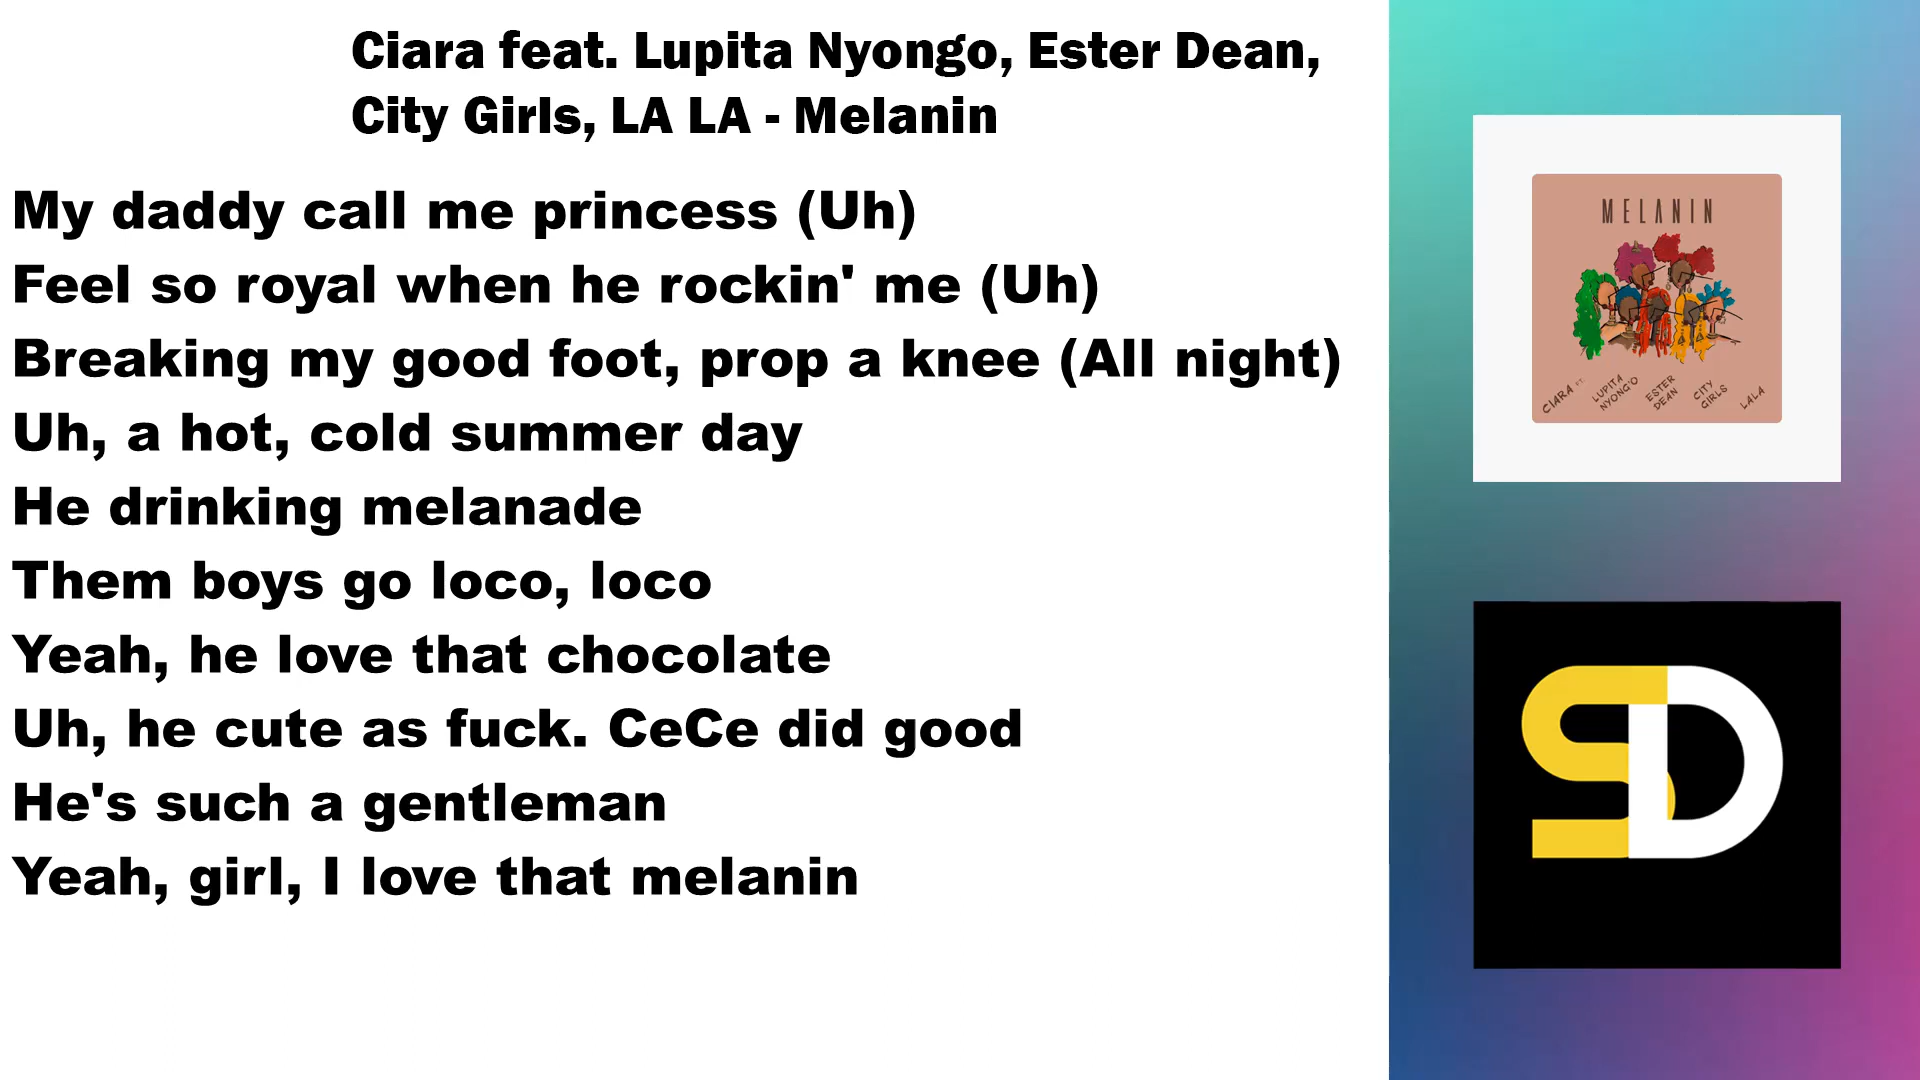 Ciara feat. Lupita Nyongo, Ester Dean,
City Girls, LA LA - Melanin
My daddy call me princess (Uh)
Feel so royal when he rockin' me (Uh)
Breaking my good foot, prop a knee (All night)
Uh, a hot, cold summer day
He drinking melanade
Them boys go loco, loco
Yeah, he love that chocolate
Uh, he cute as fuck. CeCe did good
He's such a gentleman
Yeah, girl, I love that melanin
MELANIN
CIARA FT.
LUPITA
NYONG'O
ESTER
DEAN
CITY
GIRLS
LALA
SD